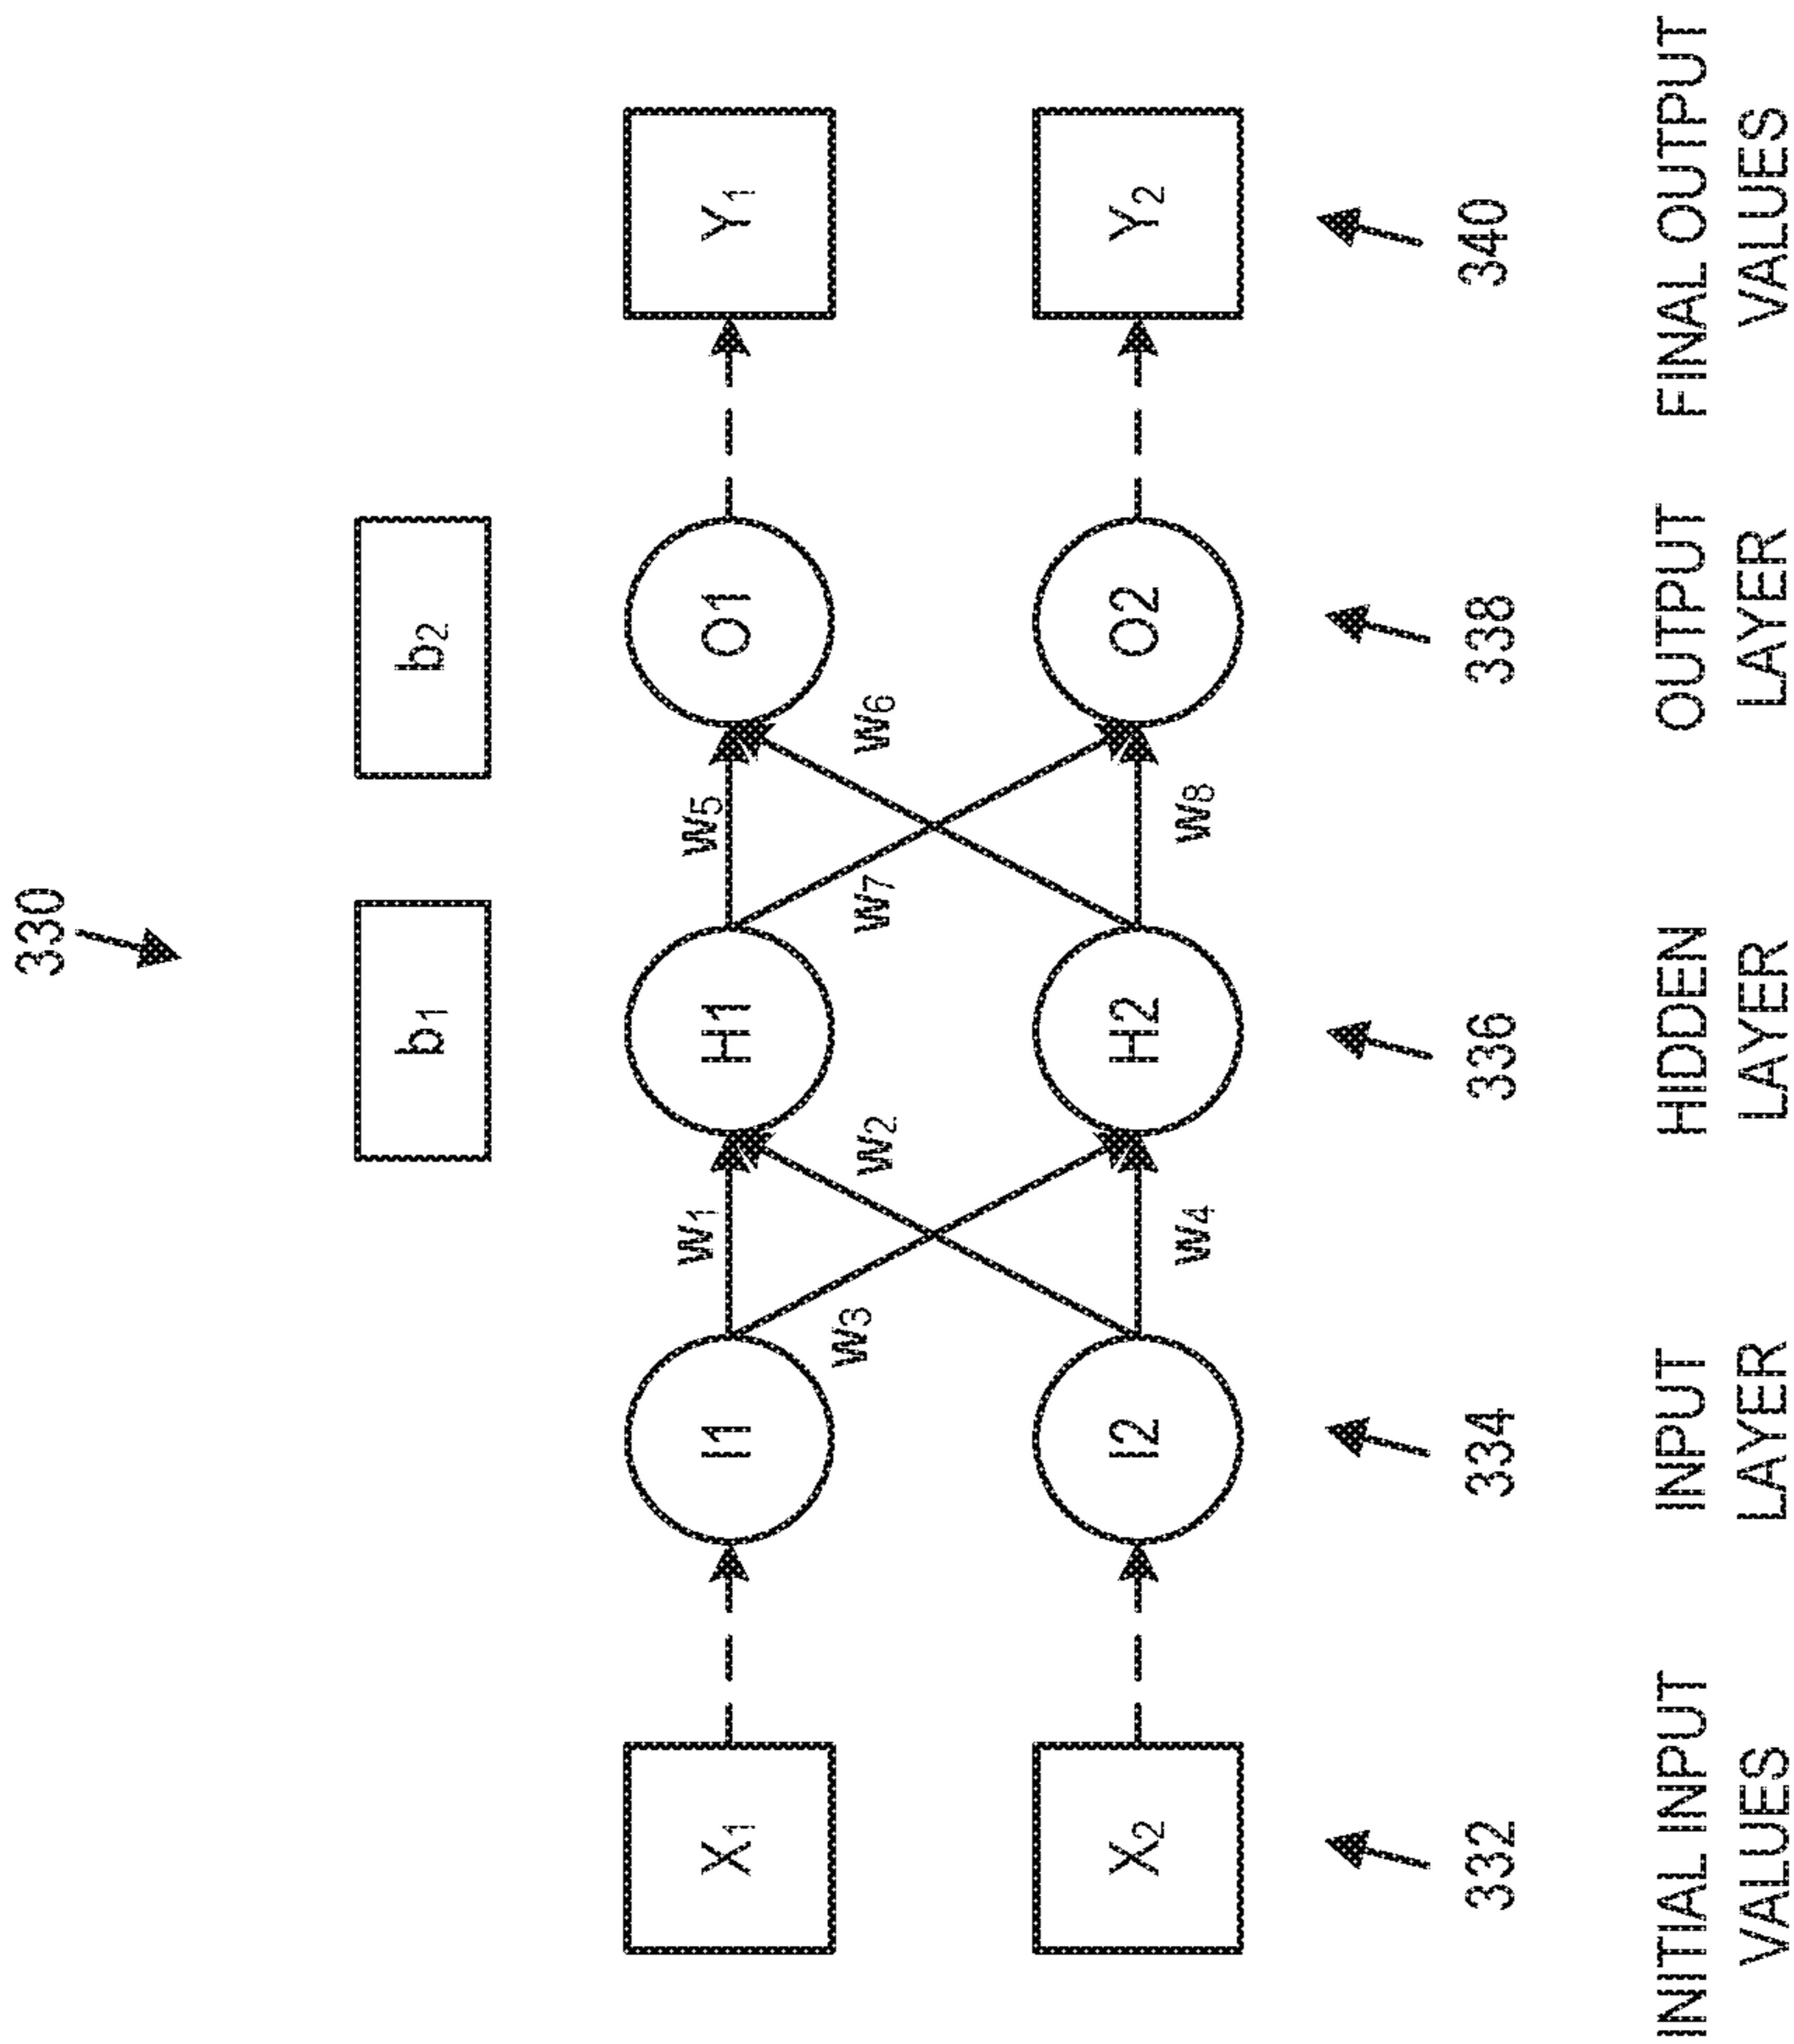 330
b1
b2
X1
I1
w1
H1
w5
O1
Y1
w3
w2
w7
w6
X2
I2
w4
H2
w8
O2
Y2
332
334
336
338
340
INITIAL INPUT
VALUES
INPUT
LAYER
HIDDEN
LAYER
OUTPUT
LAYER
FINAL OUTPUT
VALUES